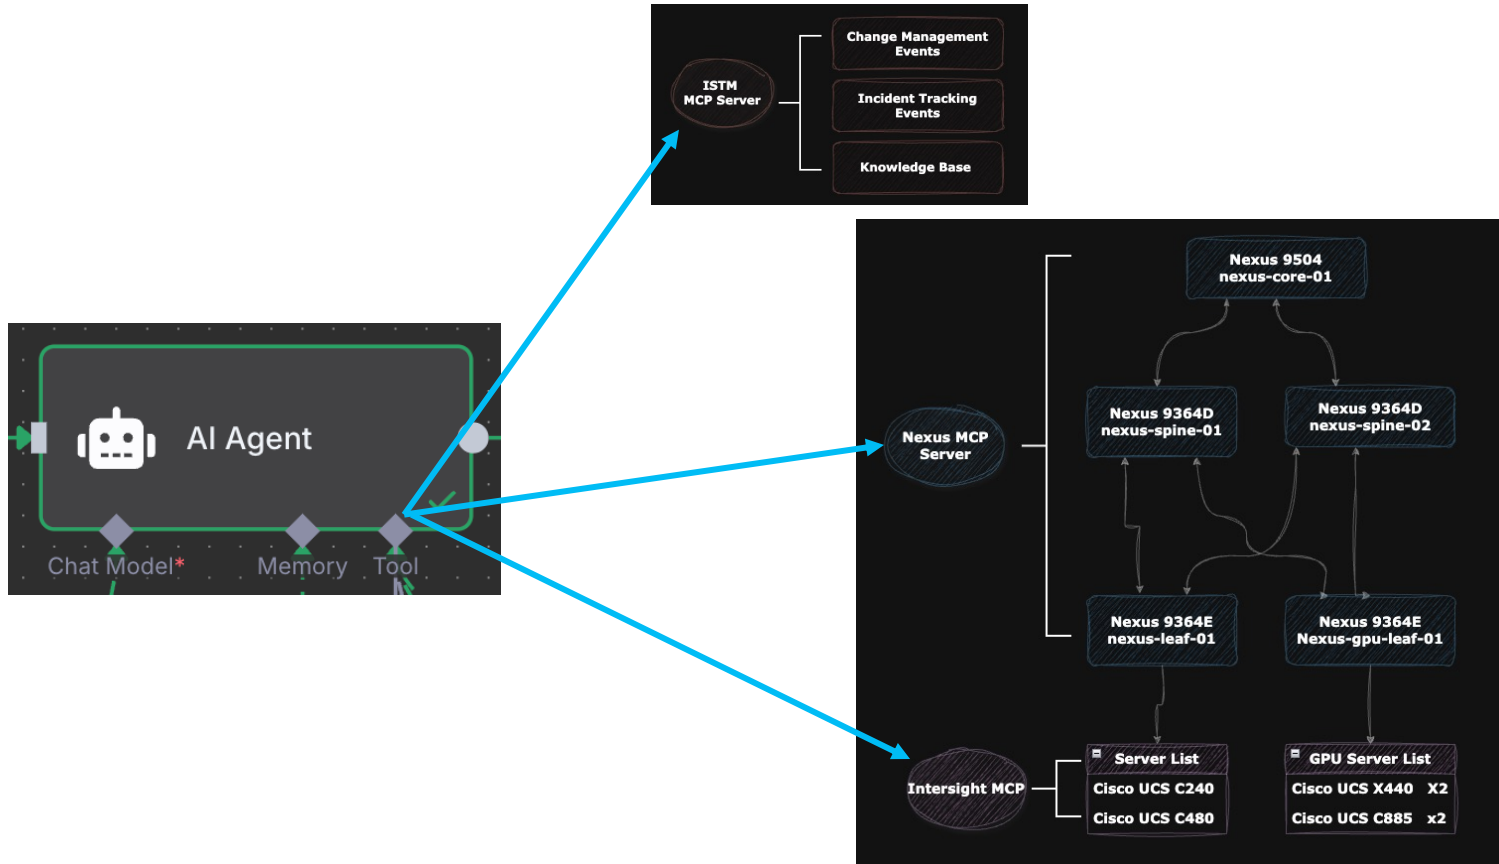 ISTM
MCP Server
Change Management
Events
Incident Tracking
Events
Knowledge Base
AI Agent
Chat Model*
Memory
Tool
Nexus MCP
Server
Nexus 9504
nexus-core-01
Nexus 9364D
nexus-spine-01
Nexus 9364D
nexus-spine-02
Nexus 9364E
nexus-leaf-01
Nexus 9364E
Nexus-gpu-leaf-01
Intersight MCP
Server List
Cisco UCS C240
Cisco UCS C480
GPU Server List
Cisco UCS X440 X2
Cisco UCS C885 x2